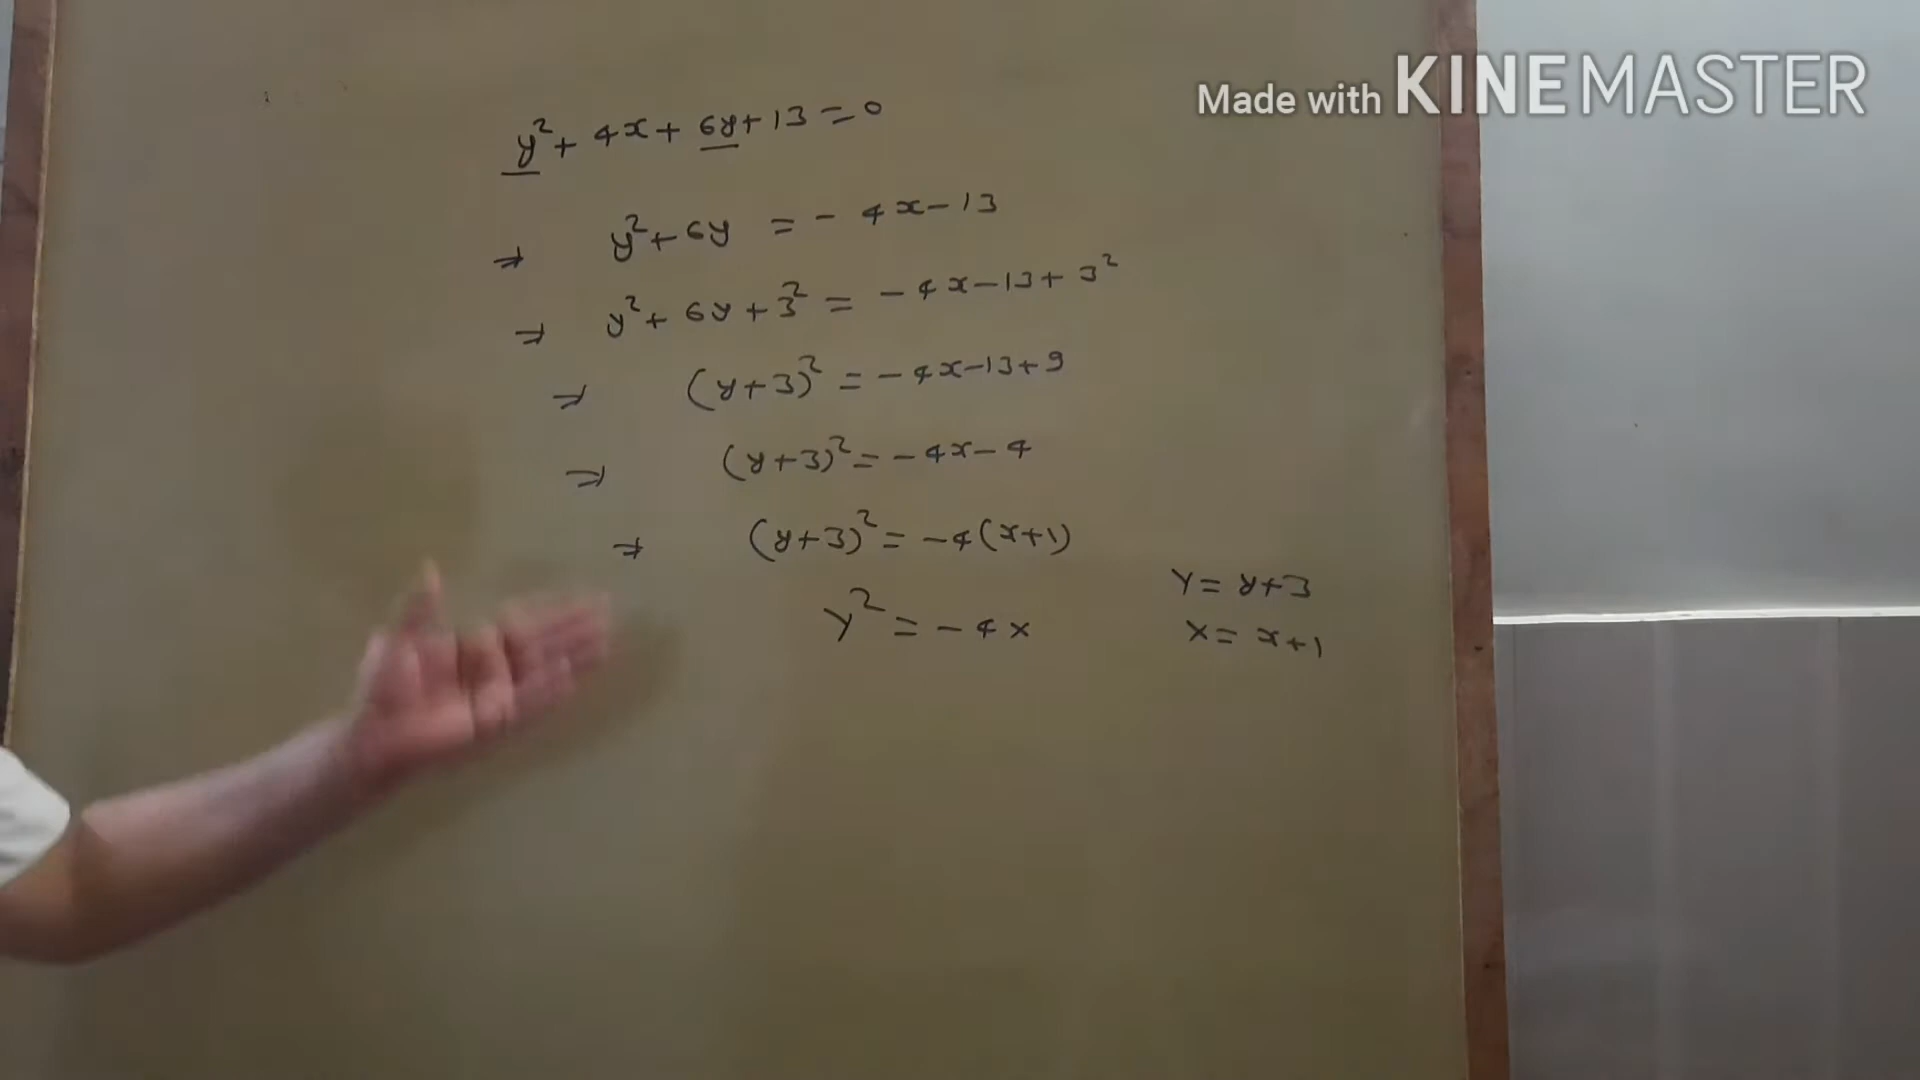 Made with KINEMASTER
y² + 4x + 6y + 13 = 0
⇒ y² + 6y = - 4x - 13
⇒ y² + 6y + 3² = - 4x - 13 + 3²
⇒ (y+3)² = - 4x - 13 + 9
⇒ (y+3)² = - 4x - 4
⇒ (y+3)² = - 4(x+1)
Y² = - 4X
Y = y+3
X = x+1